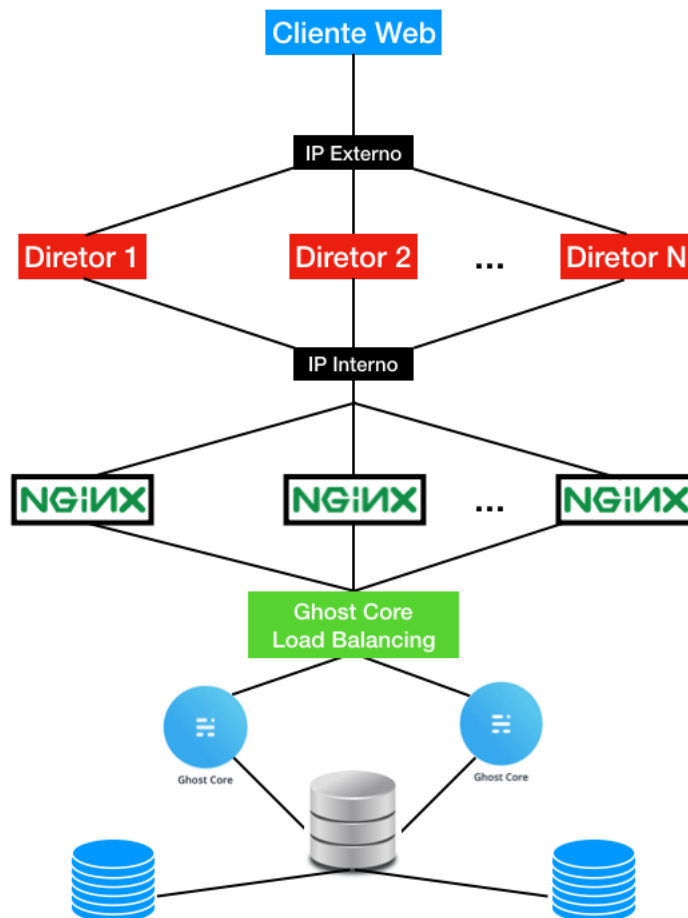 Cliente Web
IP Externo
Diretor 1
Diretor 2
...
Diretor N
IP Interno
NGiNX
NGiNX
...
NGiNX
Ghost Core
Load Balancing
Ghost Core
Ghost Core